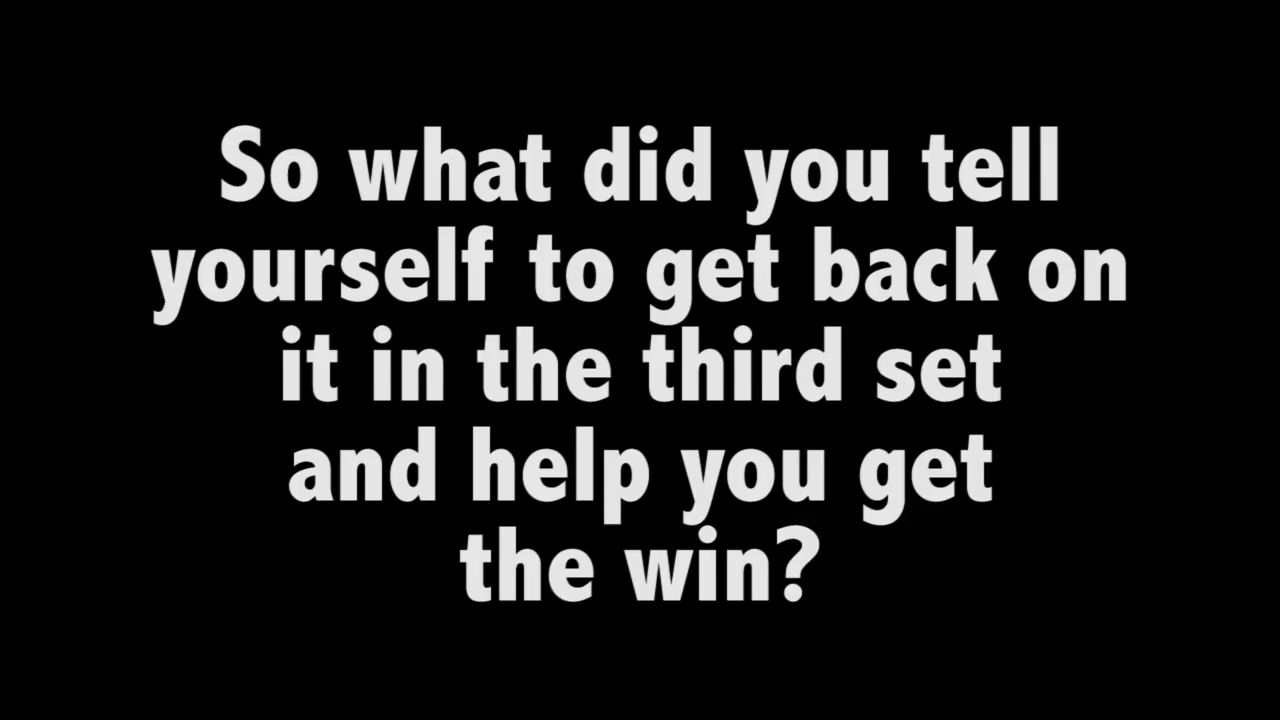 So what did you tell
yourself to get back on
it in the third set
and help you get
the win?